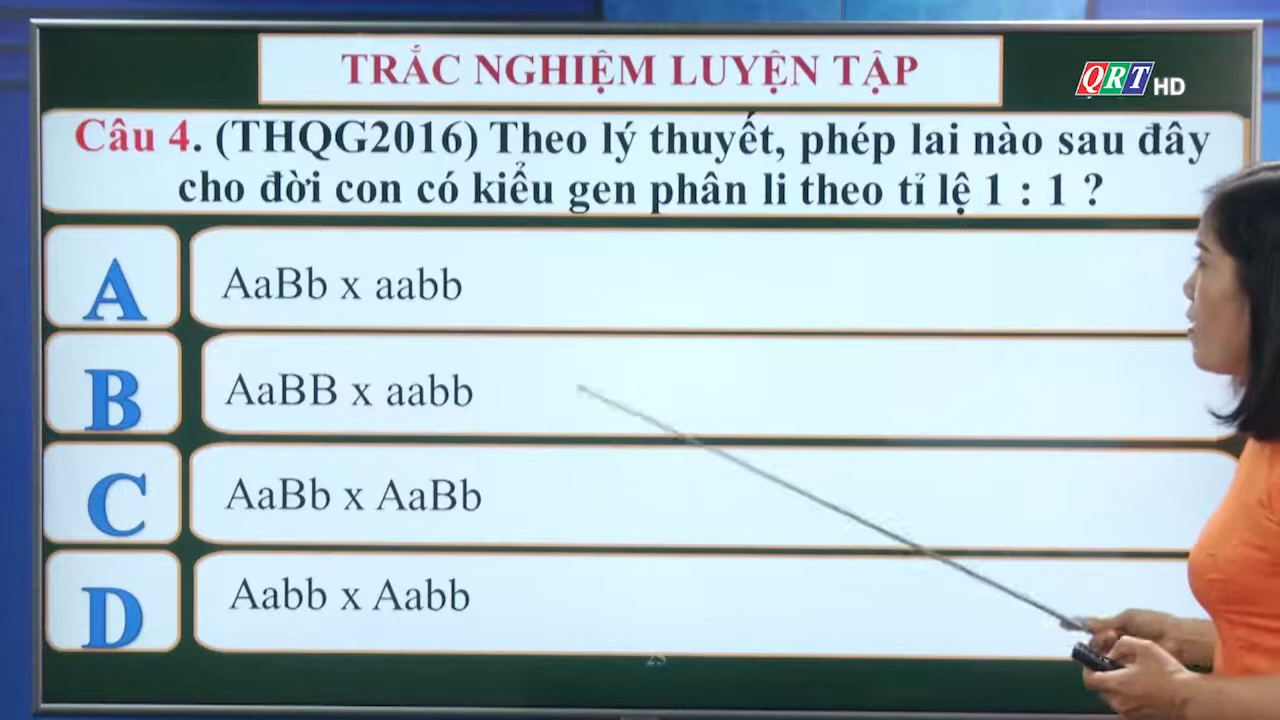 TRẮC NGHIỆM LUYỆN TẬP
QRT HD
Câu 4. (THQG2016) Theo lý thuyết, phép lai nào sau đây
cho đời con có kiểu gen phân li theo tỉ lệ 1 : 1 ?
A
AaBb x aabb
B
AaBB x aabb
C
AaBb x AaBb
D
Aabb x Aabb
25